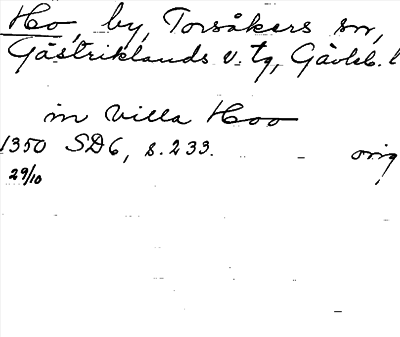 Ho, by, Torsåkers sn,
Gästriklands v. tg, Gävleb. l
in villa Hoo
1350 SD6, s. 233. orig
29/10